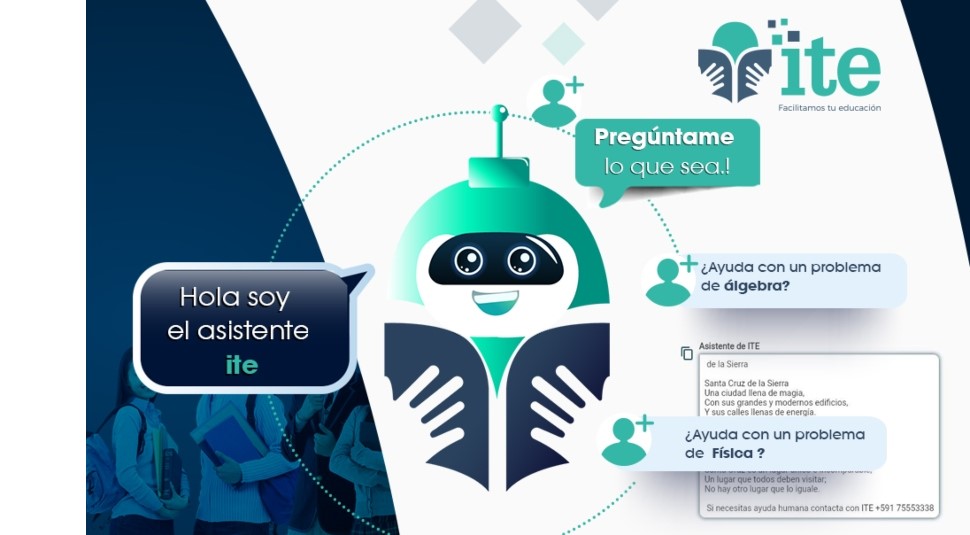 ite
Facilitamos tu educación
Pregúntame
lo que sea.!
Hola soy
el asistente
ite
¿Ayuda con un problema
de álgebra?
Asistente de ITE
de la Sierra
Santa Cruz de la Sierra
Una ciudad llena de magia,
Con sus grandes y modernos edificios,
Y sus calles llenas de energía.
¿Ayuda con un problema
de Física ?
Un lugar que todos deben visitar;
No hay otro lugar que lo iguale.
Si necesitas ayuda humana contacta con ITE +591 75553338